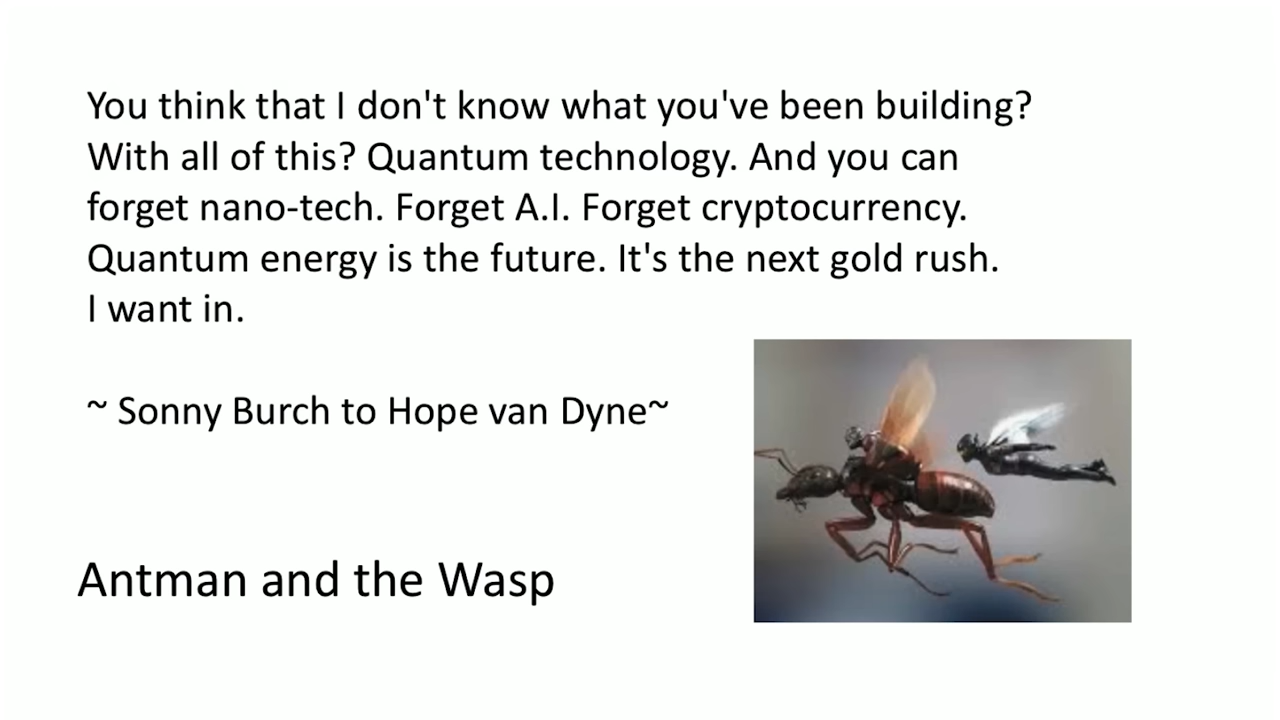 You think that I don't know what you've been building?
With all of this? Quantum technology. And you can
forget nano-tech. Forget A.I. Forget cryptocurrency.
Quantum energy is the future. It's the next gold rush.
I want in.
~ Sonny Burch to Hope van Dyne~
Antman and the Wasp